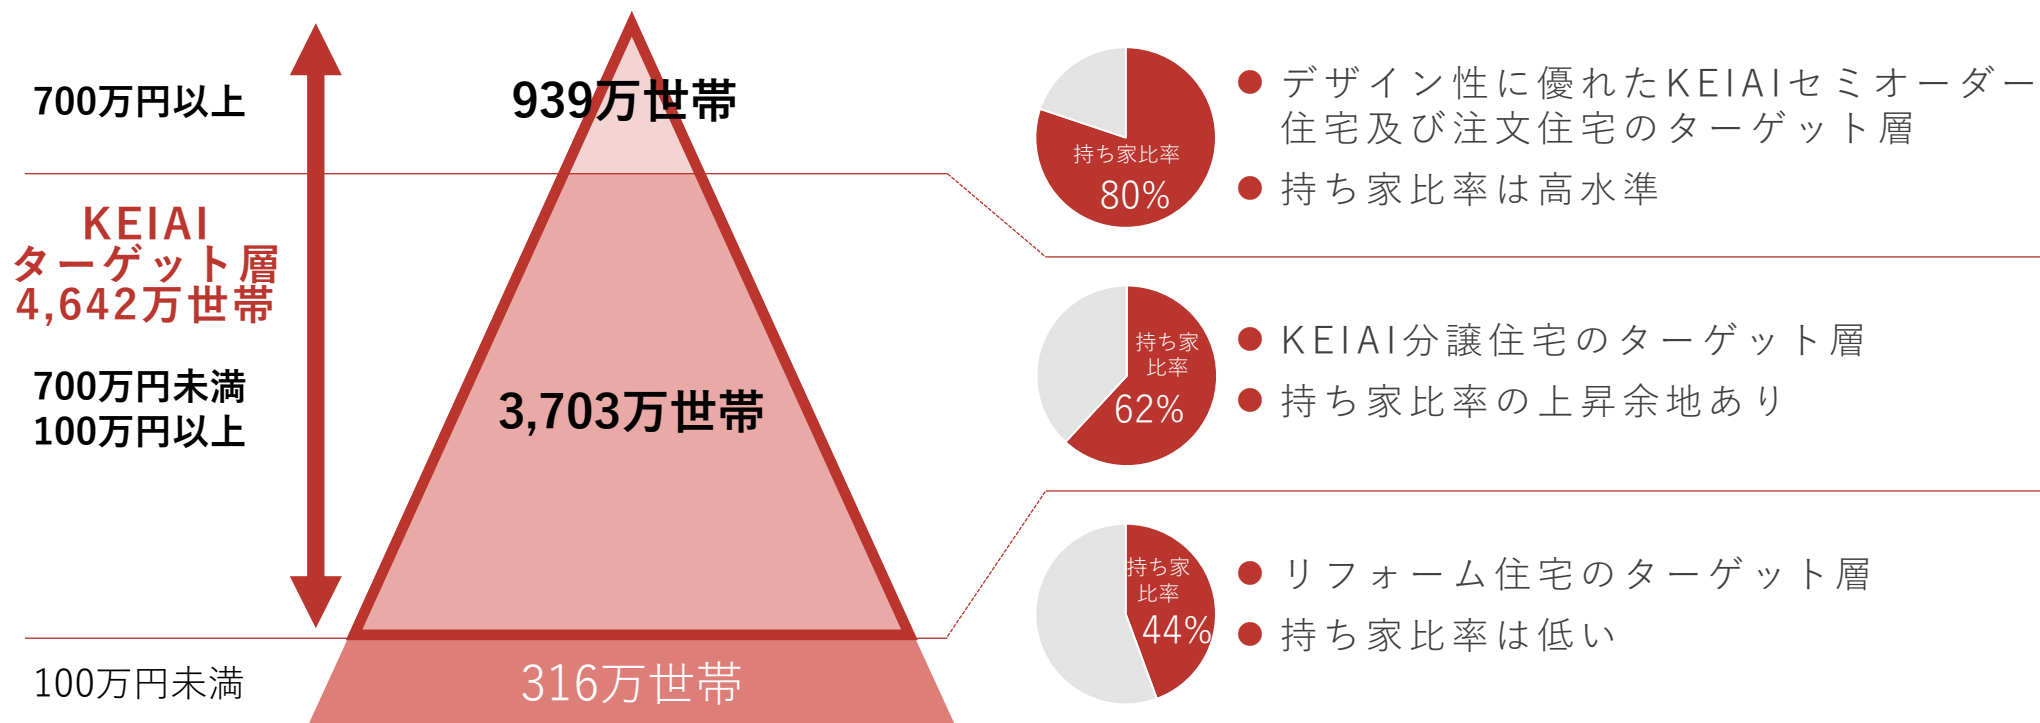 700万円以上
939万世帯
持ち家比率
80%
デザイン性に優れたKEIAIセミオーダー
住宅及び注文住宅のターゲット層
持ち家比率は高水準
KEIAI
ターゲット層
4,642万世帯
700万円未満
100万円以上
3,703万世帯
持ち家
比率
62%
KEIAI分譲住宅のターゲット層
持ち家比率の上昇余地あり
100万円未満
316万世帯
持ち家
比率
44%
リフォーム住宅のターゲット層
持ち家比率は低い